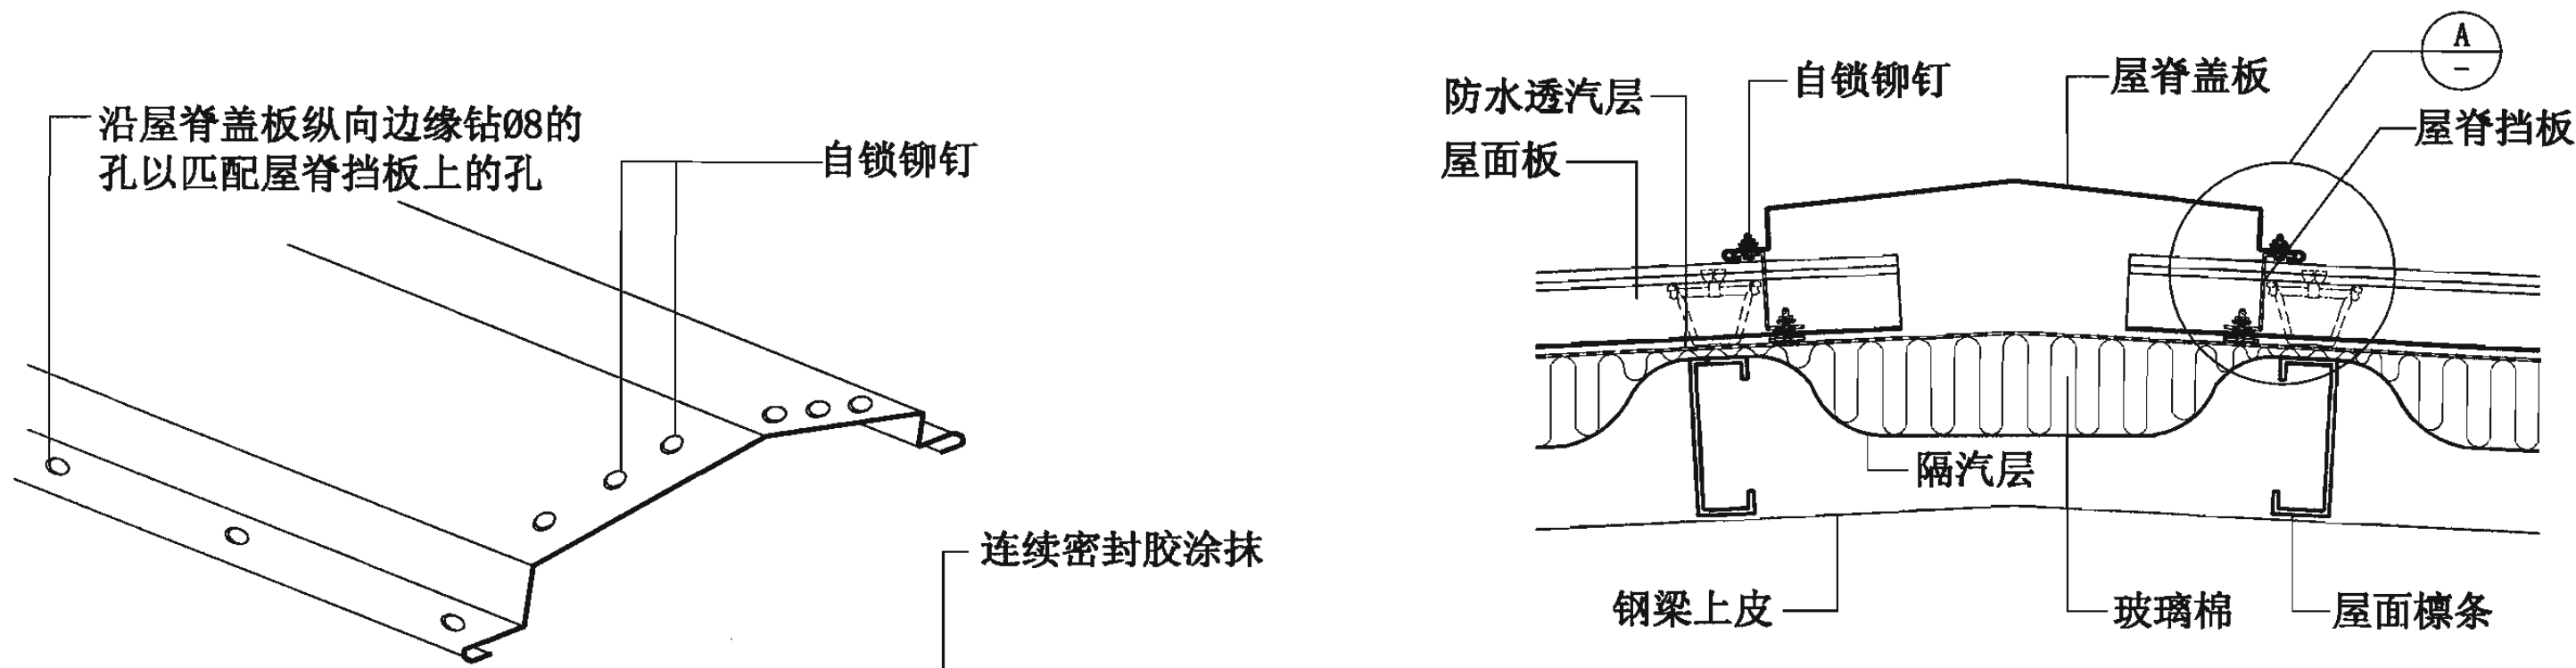 沿屋脊盖板纵向边缘钻Ø8的
孔以匹配屋脊挡板上的孔
自锁铆钉
连续密封胶涂抹
防水透汽层
屋面板
自锁铆钉
屋脊盖板
A
-
屋脊挡板
隔汽层
钢梁上皮
玻璃棉
屋面檩条